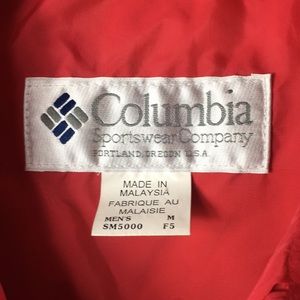 Columbia
Sportswear Company
PORTLAND, OREGON U.S.A.
MADE IN
MALAYSIA
FABRIQUE AU
MALAISIE
MEN'S M
SM5000 F5